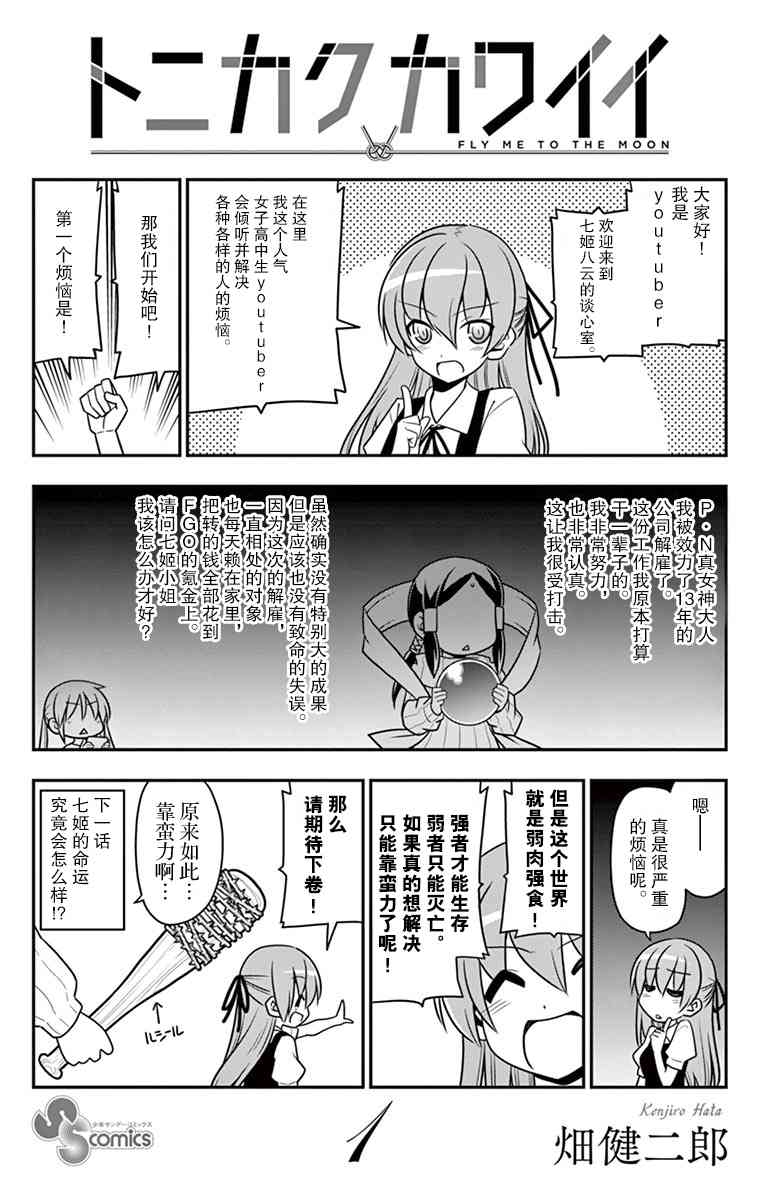 トニカクカワイイ
FLY ME TO THE MOON
大家好！
我是
youtuber
欢迎来到
七姬八云的谈心室。
在这里
我这个人气
女子高中生youtuber
会倾听并解决
各种各样的人的烦恼。
那我们开始吧！
第一个烦恼是！
P·N真女神大人
我被效力了13年的
公司解雇了。
这份工作我原本打算
干一辈子的。
我非常努力，
也非常认真。
这让我很受打击。
虽然确实没有特别大的成果
但是应该也没有致命的失误。
因为这次的解雇，
一直相处的对象
也每天赖在家里，
把转的钱全部花到
FGO的氪金上。
请问七姬小姐
我该怎么办才好？
嗯——
真是很严重
的烦恼呢。
但是这个世界
就是弱肉强食！
强者才能生存
弱者只能灭亡。
如果真的想解决
只能靠蛮力了呢！
那么
请期待下卷！
原来如此…
靠蛮力啊…
ルシール
下一话
七姬的命运
究竟会怎么样!?
少年サンデーコミックス
SScomics
1
Kenjiro Hata
畑健二郎